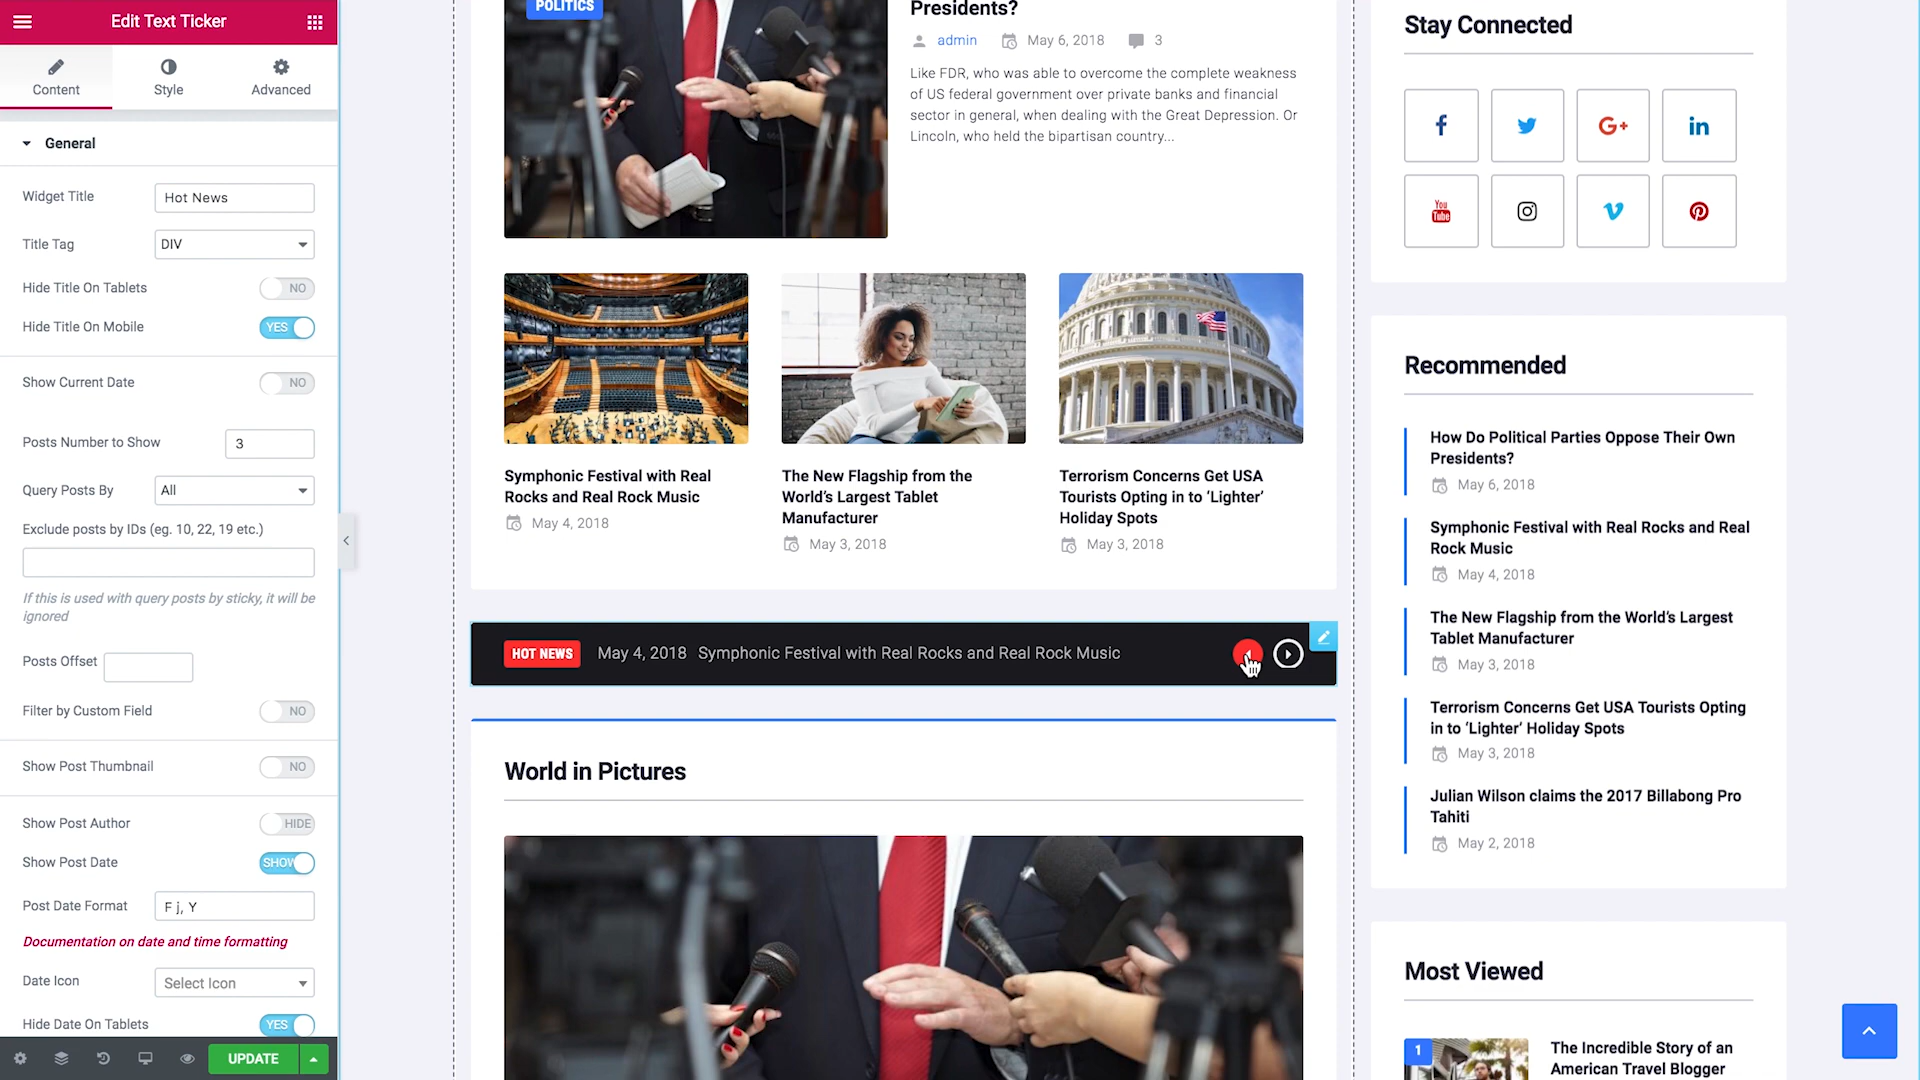 Edit Text Ticker
Content
Style
Advanced
General
Widget Title
Hot News
Title Tag
DIV
Hide Title On Tablets
NO
Hide Title On Mobile
YES
Show Current Date
NO
Posts Number to Show
3
Query Posts By
All
Exclude posts by IDs (eg. 10, 22, 19 etc.)
If this is used with query posts by sticky, it will be
ignored
Posts Offset
Filter by Custom Field
NO
Show Post Thumbnail
NO
Show Post Author
HIDE
Show Post Date
SHOW
Post Date Format
F j, Y
Documentation on date and time formatting
Date Icon
Select Icon
Hide Date On Tablets
YES
UPDATE
POLITICS
Presidents?
admin
May 6, 2018
3
Like FDR, who was able to overcome the complete weakness
of US federal government over private banks and financial
sector in general, when dealing with the Great Depression. Or
Lincoln, who held the bipartisan country...
Symphonic Festival with Real
Rocks and Real Rock Music
May 4, 2018
The New Flagship from the
World's Largest Tablet
Manufacturer
May 3, 2018
Terrorism Concerns Get USA
Tourists Opting in to ‘Lighter’
Holiday Spots
May 3, 2018
HOT NEWS
May 4, 2018 Symphonic Festival with Real Rocks and Real Rock Music
World in Pictures
Stay Connected
f
G+
in
You
Tube
Recommended
How Do Political Parties Oppose Their Own
Presidents?
May 6, 2018
Symphonic Festival with Real Rocks and Real
Rock Music
May 4, 2018
The New Flagship from the World's Largest
Tablet Manufacturer
May 3, 2018
Terrorism Concerns Get USA Tourists Opting
in to ‘Lighter’ Holiday Spots
May 3, 2018
Julian Wilson claims the 2017 Billabong Pro
Tahiti
May 2, 2018
Most Viewed
1
The Incredible Story of an
American Travel Blogger